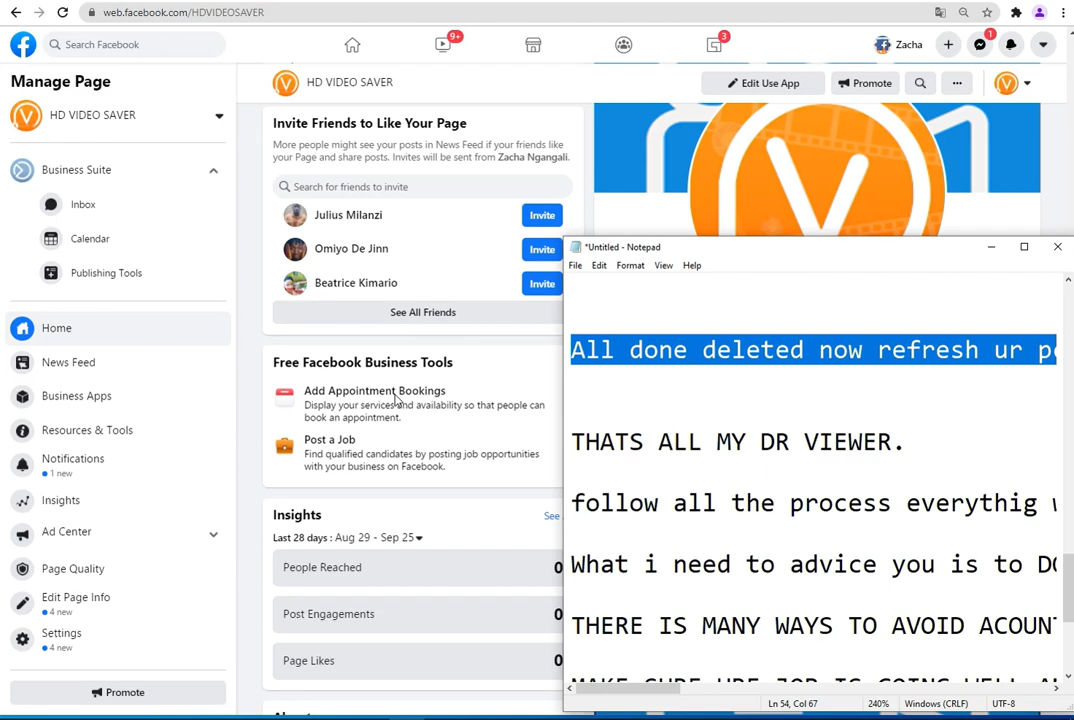 web.facebook.com/HDVIDEOSAVER
Search Facebook
9+
3
Zacha
1
Manage Page
HD VIDEO SAVER
HD VIDEO SAVER
Edit Use App
Promote
Business Suite
Inbox
Calendar
Publishing Tools
Home
News Feed
Business Apps
Resources & Tools
Notifications
1 new
Insights
Ad Center
Page Quality
Edit Page Info
4 new
Settings
4 new
Promote
Invite Friends to Like Your Page
More people might see your posts in News Feed if your friends like
your Page and share posts. Invites will be sent from Zacha Ngangali.
Search for friends to invite
Julius Milanzi
Invite
Omiyo De Jinn
Invite
Beatrice Kimario
Invite
See All Friends
Free Facebook Business Tools
Add Appointment Bookings
Display your services and availability so that people can
book an appointment.
Post a Job
Find qualified candidates by posting job opportunities
with your business on Facebook.
Insights
See
Last 28 days : Aug 29 - Sep 25
People Reached
0
Post Engagements
0
Page Likes
0
*Untitled - Notepad
File Edit Format View Help
All done deleted now refresh ur
THATS ALL MY DR VIEWER.
follow all the process everythig
What i need to advice you is to
THERE IS MANY WAYS TO AVOID ACOUNT
Ln 54, Col 67
240%
Windows (CRLF)
UTF-8